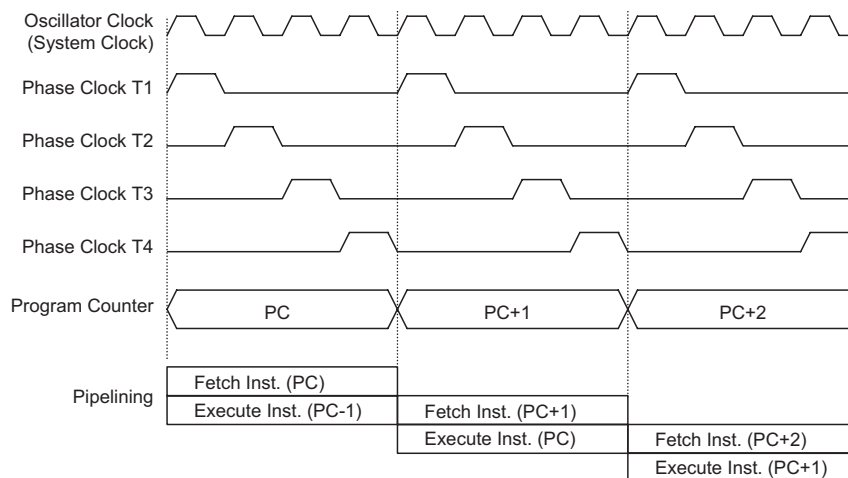 Oscillator Clock
(System Clock)
Phase Clock T1
Phase Clock T2
Phase Clock T3
Phase Clock T4
Program Counter
PC
PC+1
PC+2
Pipelining
Fetch Inst. (PC)
Execute Inst. (PC-1)
Fetch Inst. (PC+1)
Execute Inst. (PC)
Fetch Inst. (PC+2)
Execute Inst. (PC+1)